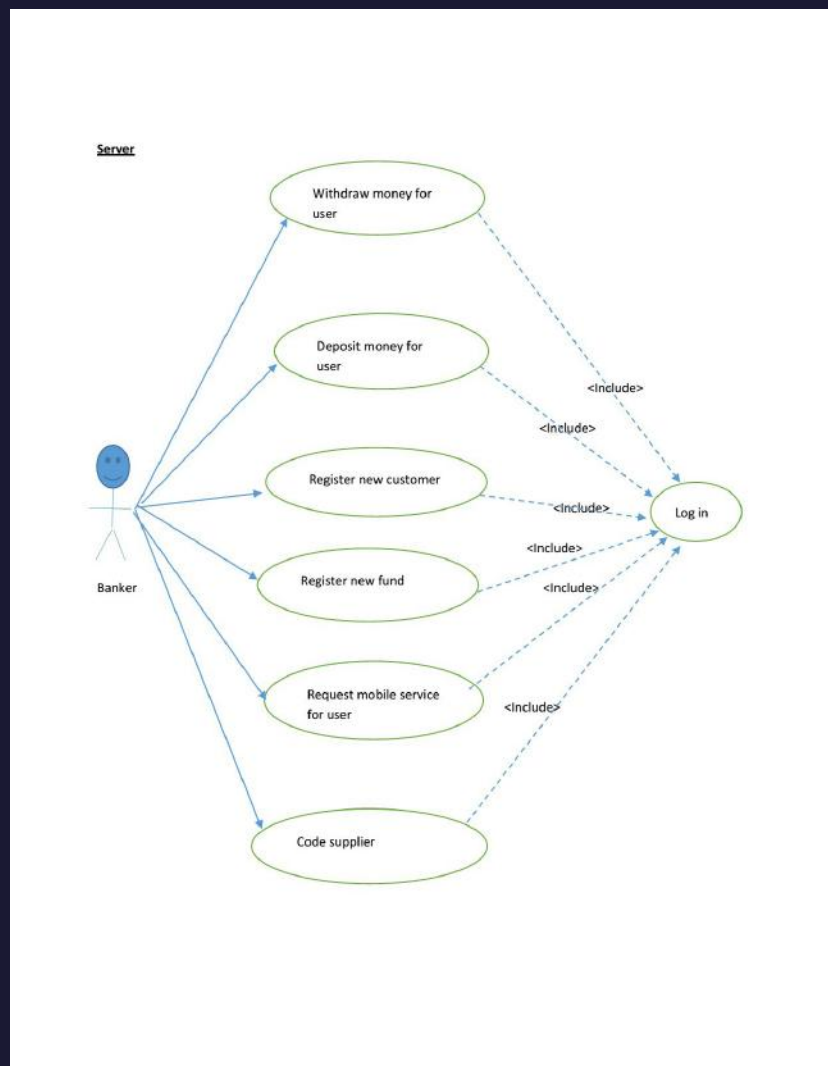 Server
Withdraw money for
user
Deposit money for
user
<Include>
<Include>
Register new customer
<Include>
Log in
<Include>
Register new fund
<Include>
Banker
Request mobile service
for user
<Include>
Code supplier